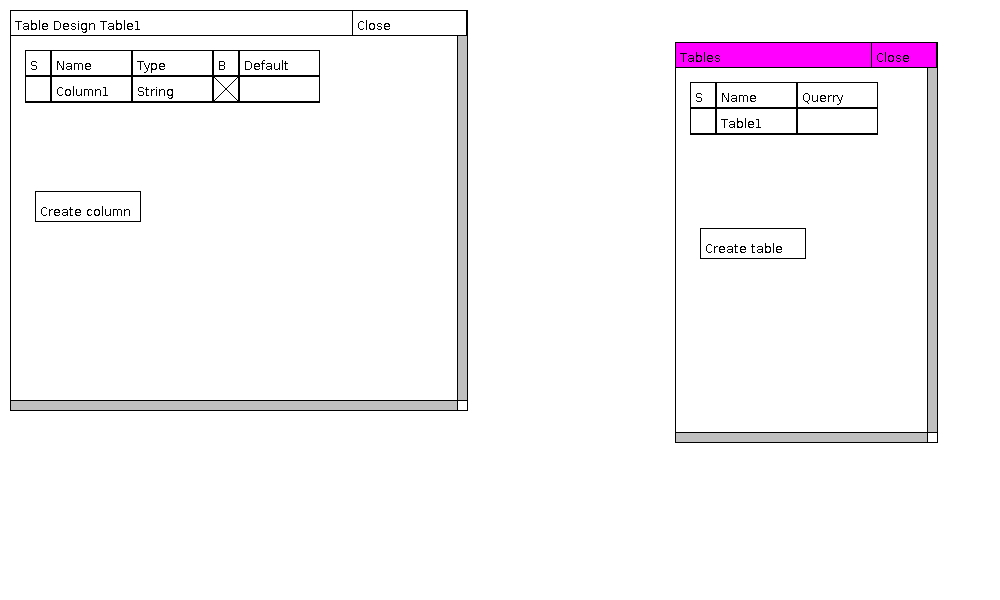 Table Design Table1 Close
S Name Type B Default
Column1 String
Create column
Tables Close
S Name Querry
Table1
Create table